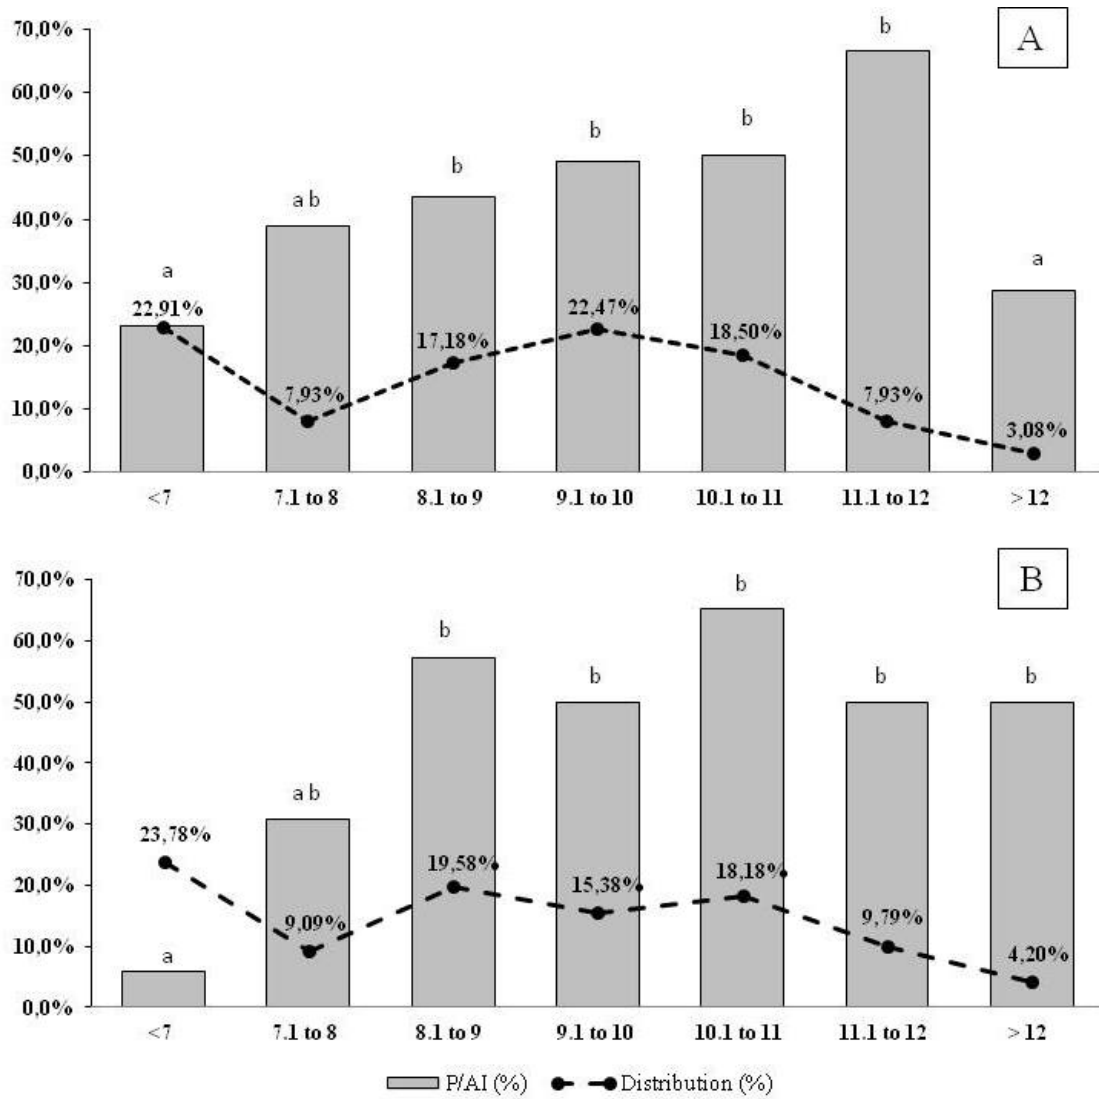 A
70,0%
60,0%
50,0%
40,0%
30,0%
20,0%
10,0%
0,0%
a
a b
b
b
b
b
a
22,91%
7,93%
17,18%
22,47%
18,50%
7,93%
3,08%
<7
7.1 to 8
8.1 to 9
9.1 to 10
10.1 to 11
11.1 to 12
> 12
B
70,0%
60,0%
50,0%
40,0%
30,0%
20,0%
10,0%
0,0%
a
a b
b
b
b
b
b
23,78%
9,09%
19,58%
15,38%
18,18%
9,79%
4,20%
<7
7.1 to 8
8.1 to 9
9.1 to 10
10.1 to 11
11.1 to 12
> 12
P/AI (%)
Distribution (%)